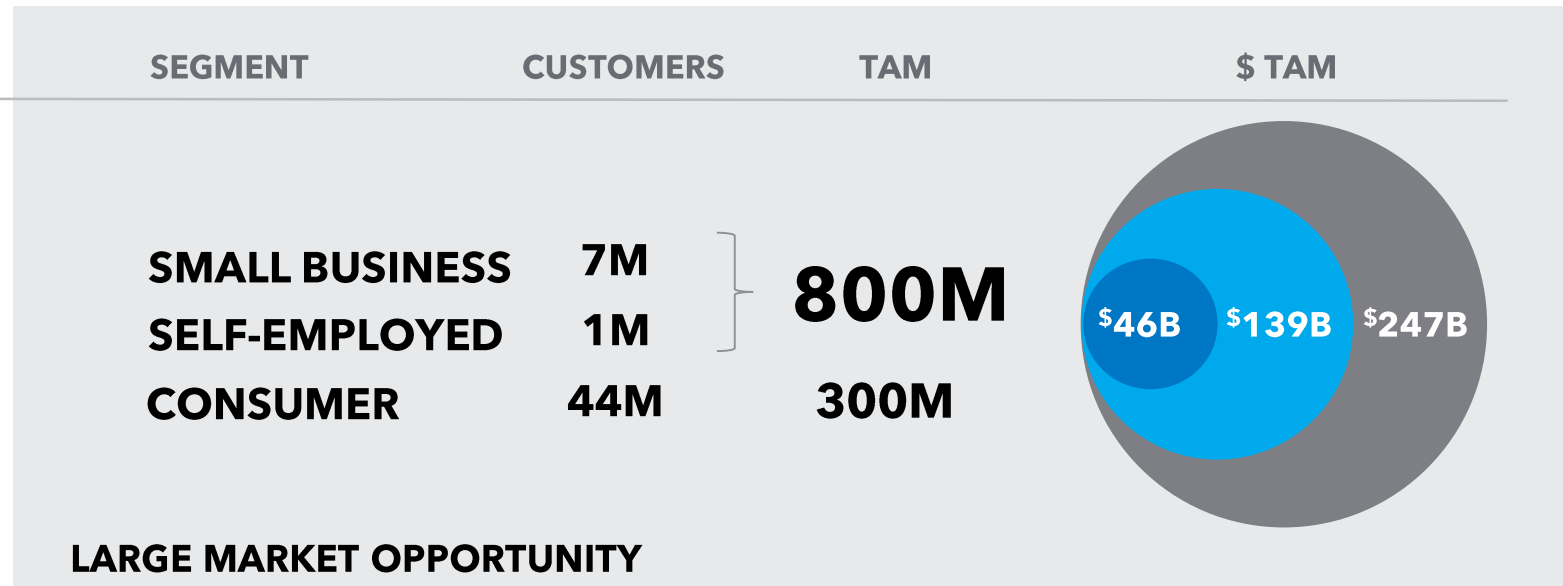 SEGMENT CUSTOMERS TAM $ TAM
SMALL BUSINESS 7M
SELF-EMPLOYED 1M
800M
CONSUMER 44M 300M
$46B $139B $247B
LARGE MARKET OPPORTUNITY